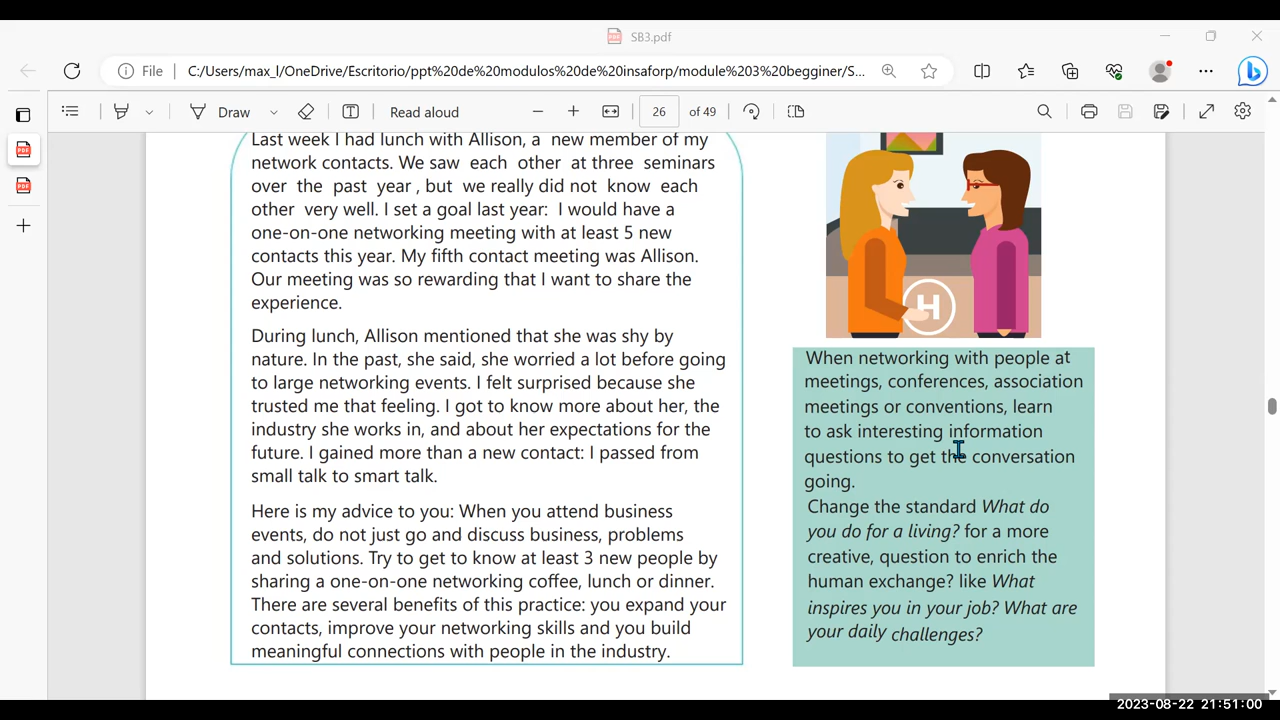 SB3.pdf
File
C:/Users/max_l/OneDrive/Escritorio/ppt%20de%20modulos%20de%20insaforp/module%203%20begginer/S...
Draw
Read aloud
26
of 49
Last week I had lunch with Allison, a new member of my
network contacts. We saw each other at three seminars
over the past year , but we really did not know each
other very well. I set a goal last year: I would have a
one-on-one networking meeting with at least 5 new
contacts this year. My fifth contact meeting was Allison.
Our meeting was so rewarding that I want to share the
experience.
During lunch, Allison mentioned that she was shy by
nature. In the past, she said, she worried a lot before going
to large networking events. I felt surprised because she
trusted me that feeling. I got to know more about her, the
industry she works in, and about her expectations for the
future. I gained more than a new contact: I passed from
small talk to smart talk.
Here is my advice to you: When you attend business
events, do not just go and discuss business, problems
and solutions. Try to get to know at least 3 new people by
sharing a one-on-one networking coffee, lunch or dinner.
There are several benefits of this practice: you expand your
contacts, improve your networking skills and you build
meaningful connections with people in the industry.
H
When networking with people at
meetings, conferences, association
meetings or conventions, learn
to ask interesting information
questions to get the conversation
going.
Change the standard What do
you do for a living? for a more
creative, question to enrich the
human exchange? like What
inspires you in your job? What are
your daily challenges?
2023-08-22 21:51:00